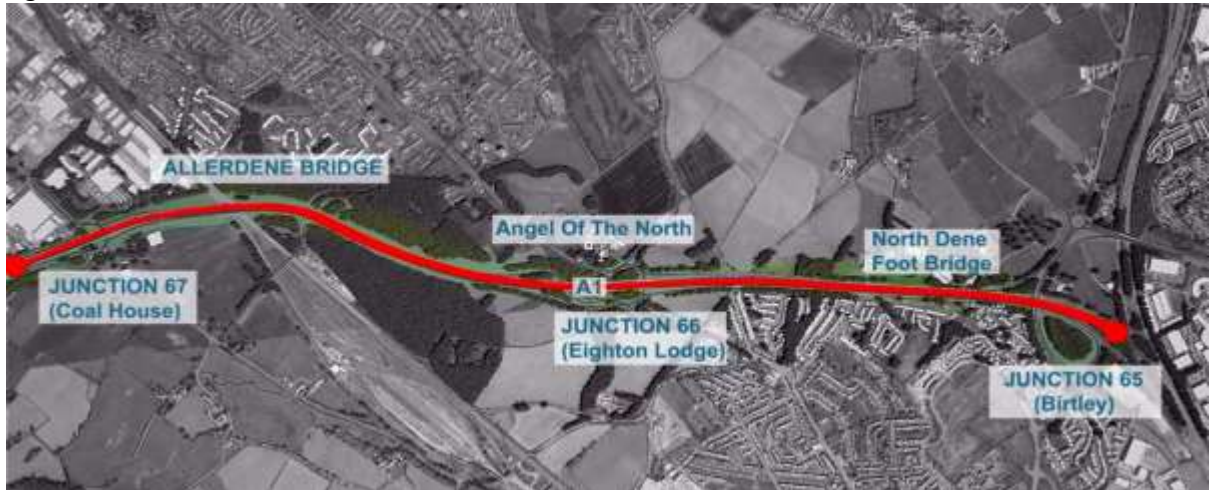 ALLERDENE BRIDGE
Angel Of The North
North Dene
Foot Bridge
A1
JUNCTION 67
(Coal House)
JUNCTION 66
(Eighton Lodge)
JUNCTION 65
(Birtley)